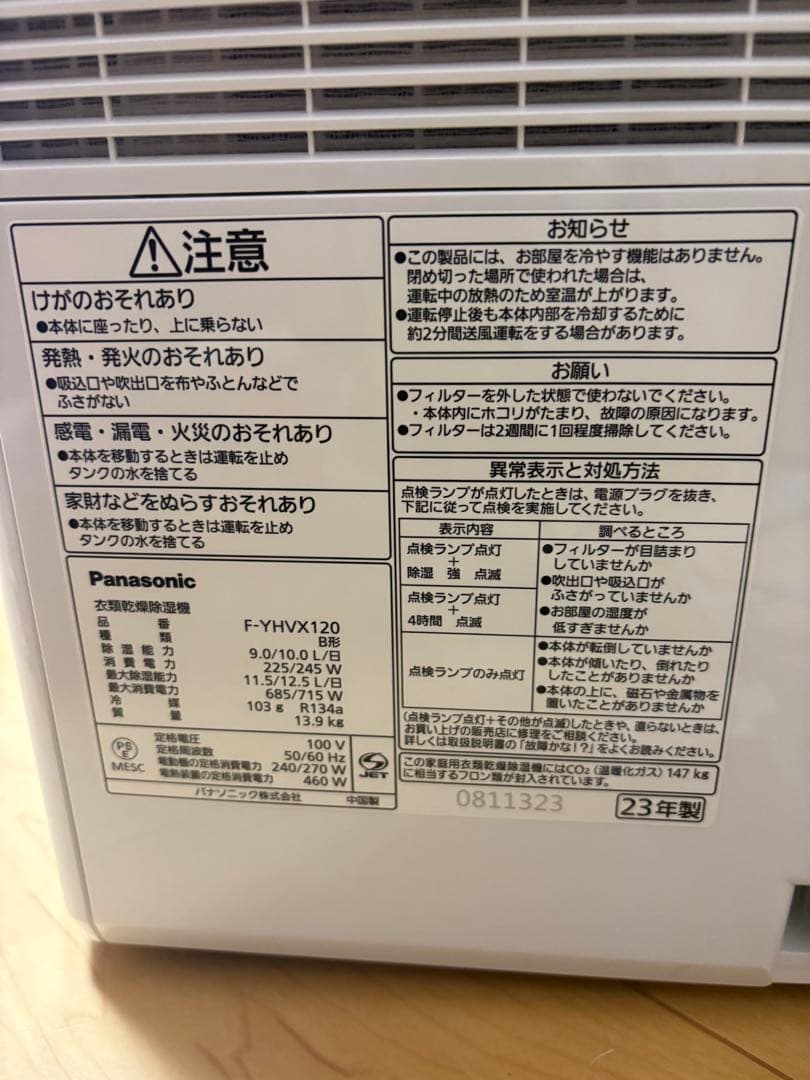 注意
けがのおそれあり
●本体に座ったり、上に乗らない
発熱・発火のおそれあり
●吸込口や吹出口を布やふとんなどで
ふさがない
感電・漏電・火災のおそれあり
●本体を移動するときは運転を止め
タンクの水を捨てる
家財などをぬらすおそれあり
●本体を移動するときは運転を止め
タンクの水を捨てる
Panasonic
衣類乾燥除湿機
品番 F-YHVX120
種類 B形
除湿能力 9.0/10.0 L/日
消費電力 225/245 W
最大除湿能力 11.5/12.5 L/日
最大消費電力 685/715 W
冷媒 103 g R134a
質量 13.9 kg
PS
E
MESC
定格電圧 100 V
定格周波数 50/60 Hz
電動機の定格消費電力 240/270 W
電熱装置の定格消費電力 460 W
JET
パナソニック株式会社 中国製
お知らせ
●この製品には、お部屋を冷やす機能はありません。
閉め切った場所で使われた場合は、
運転中の放熱のため室温が上がります。
●運転停止後も本体内部を冷却するために
約2分間送風運転をする場合があります。
お願い
●フィルターを外した状態で使わないでください。
・本体内にホコリがたまり、故障の原因になります。
●フィルターは2週間に1回程度掃除してください。
異常表示と対処方法
点検ランプが点灯したときは、電源プラグを抜き、
下記に従って点検を実施してください。
表示内容 調べるところ
点検ランプ点灯
+
除湿 強 点滅
点検ランプ点灯
+
4時間 点滅
●フィルターが目詰まり
していませんか
●吹出口や吸込口が
ふさがっていませんか
●お部屋の湿度が
低すぎませんか
点検ランプのみ点灯
●本体が転倒していませんか
●本体が傾いたり、倒れたり
したことがありませんか
●本体の上に、磁石や金属物を
置いたことがありませんか
(点検ランプ点灯+その他が点滅)したときや、直らないときは、
お買い上げの販売店に修理をご相談ください。
詳しくは取扱説明書の「故障かな!?」をよくお読みください。
この家庭用衣類乾燥除湿機にはCO₂(温暖化ガス)147 kg
に相当するフロン類が封入されています。
0811323
23年製